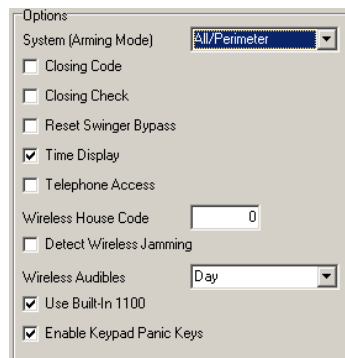 Options
System (Arming Mode) All/Perimeter
Closing Code
Closing Check
Reset Swinger Bypass
Time Display
Telephone Access
Wireless House Code 0
Detect Wireless Jamming
Wireless Audibles Day
Use Built-In 1100
Enable Keypad Panic Keys